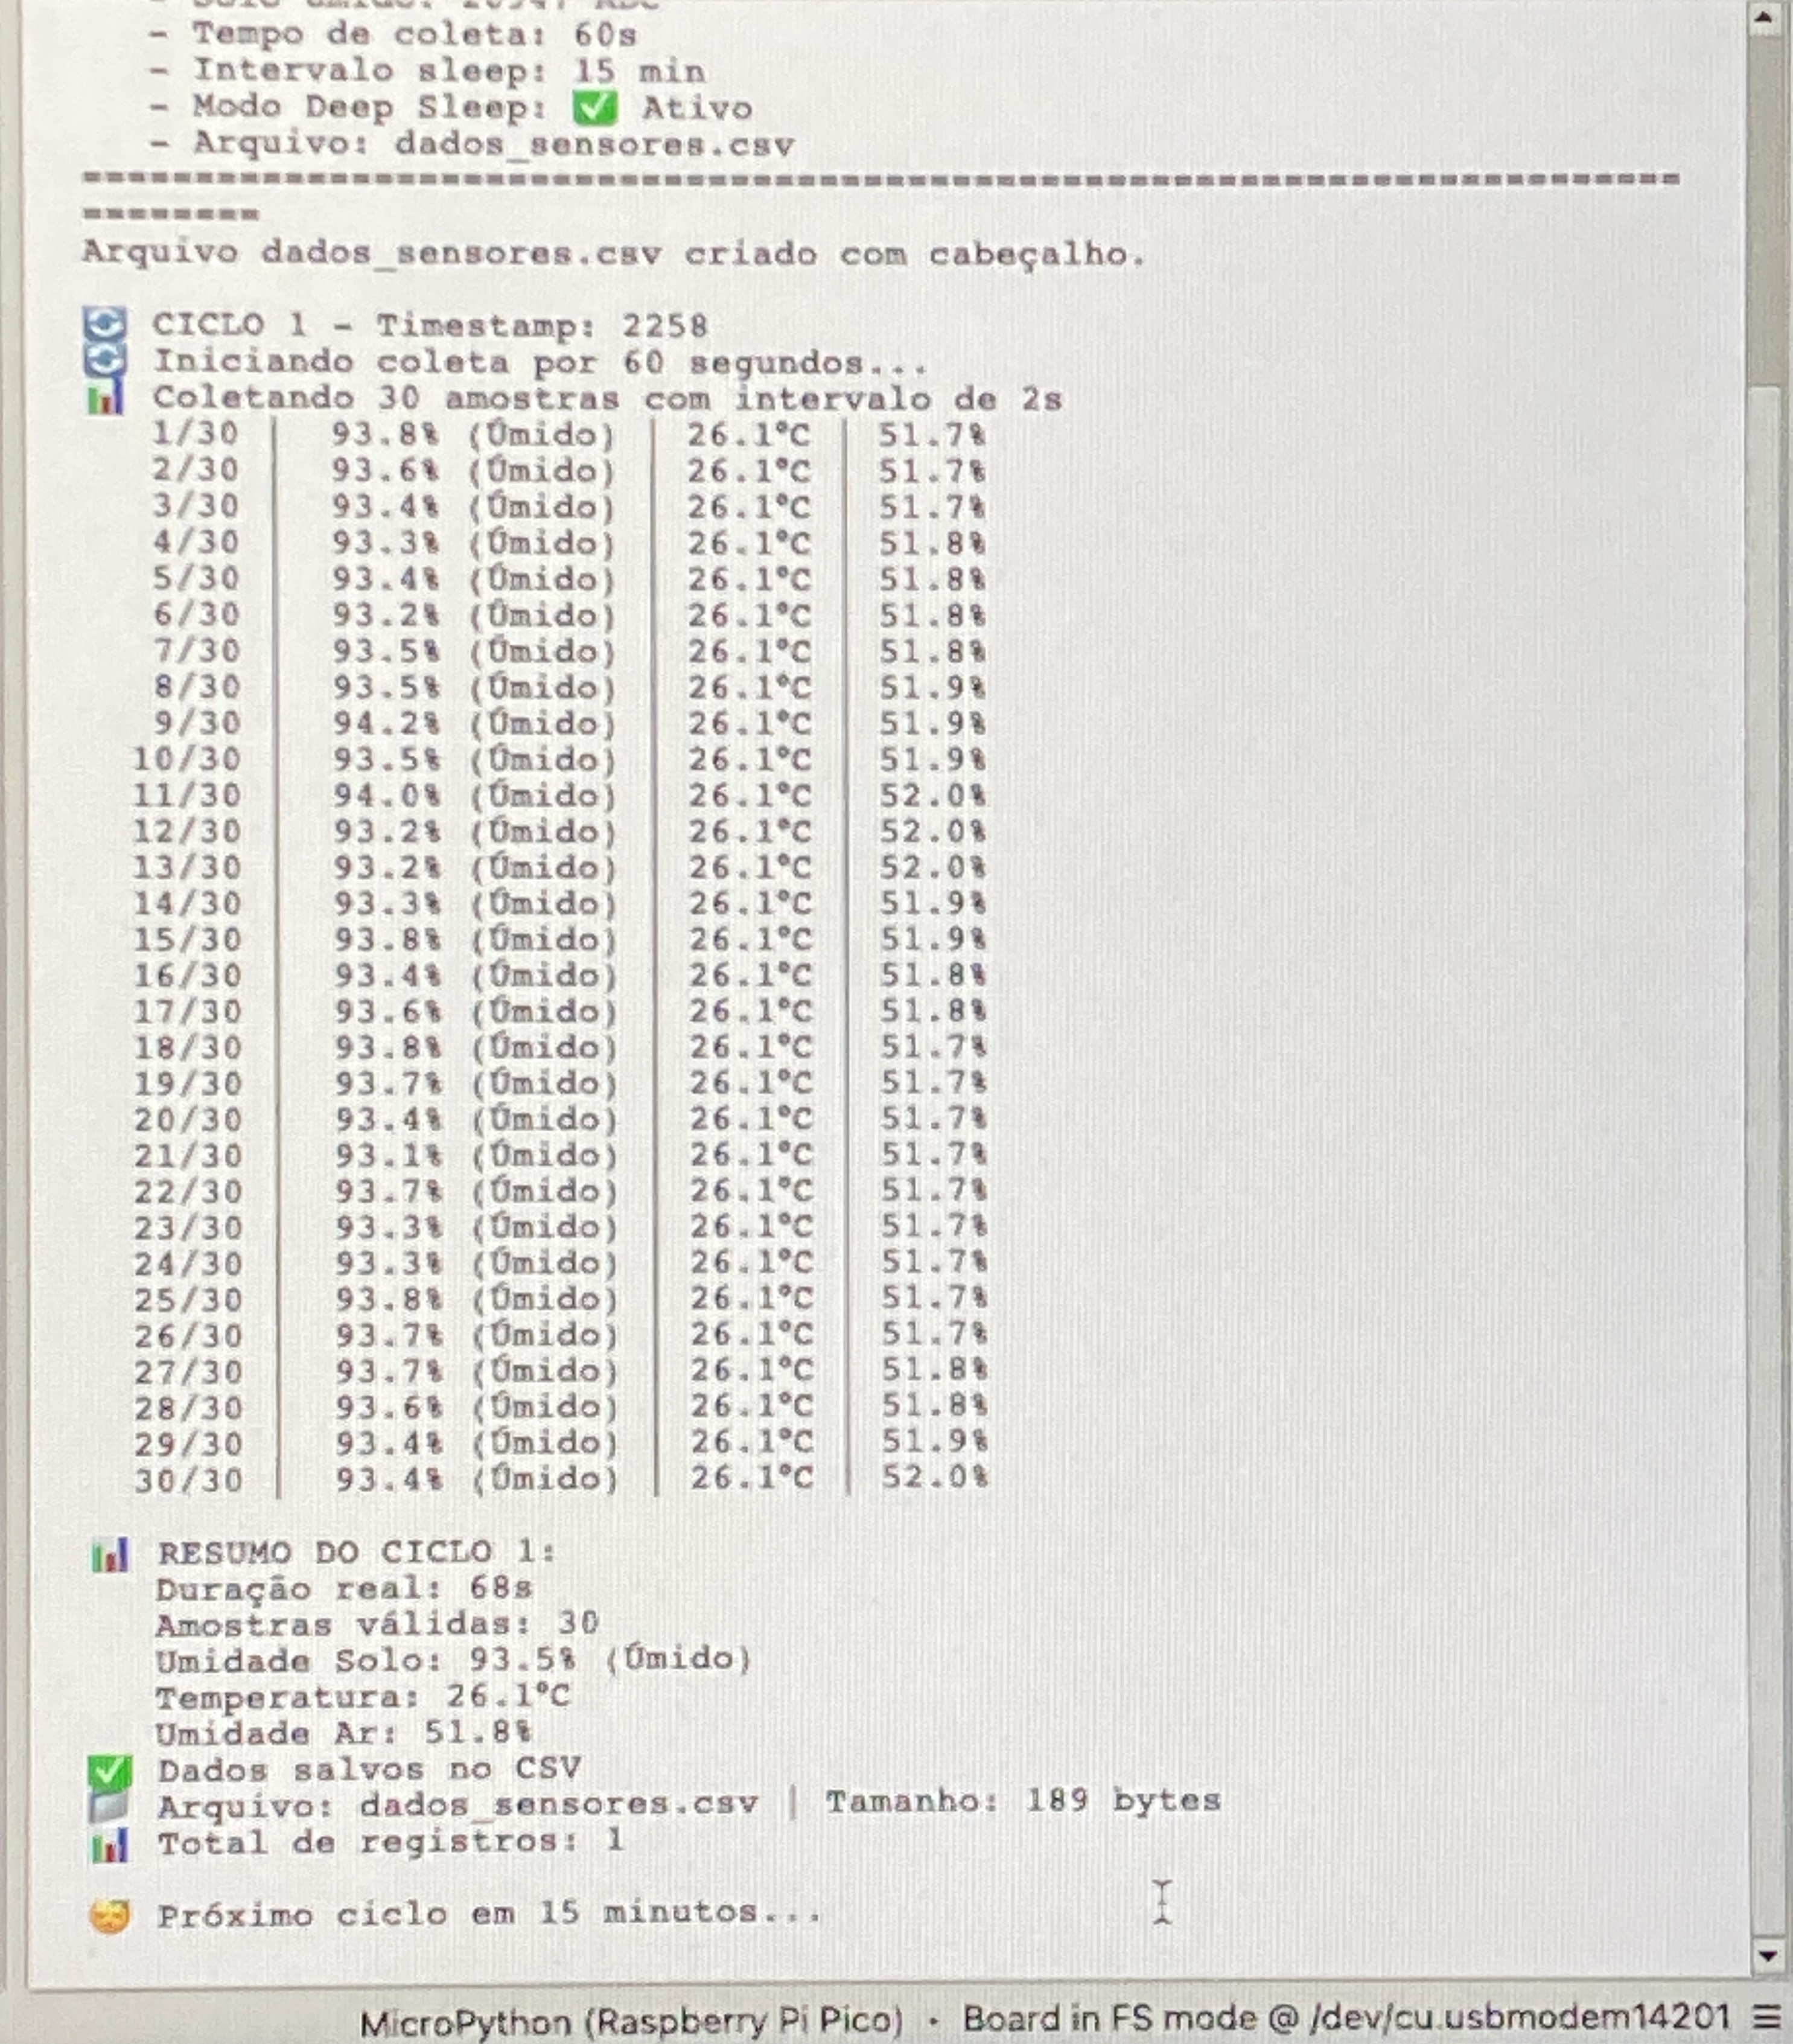 - Tempo de coleta: 60s
- Intervalo sleep: 15 min
- Modo Deep Sleep: ✅ Ativo
- Arquivo: dados_sensores.csv
=======================================================================
========
Arquivo dados_sensores.csv criado com cabeçalho.
🔄 CICLO 1 - Timestamp: 2258
🔄 Iniciando coleta por 60 segundos...
📊 Coletando 30 amostras com intervalo de 2s
1/30 | 93.8% (Úmido) | 26.1°C | 51.7%
2/30 | 93.6% (Úmido) | 26.1°C | 51.7%
3/30 | 93.4% (Úmido) | 26.1°C | 51.7%
4/30 | 93.3% (Úmido) | 26.1°C | 51.8%
5/30 | 93.4% (Úmido) | 26.1°C | 51.8%
6/30 | 93.2% (Úmido) | 26.1°C | 51.8%
7/30 | 93.5% (Úmido) | 26.1°C | 51.8%
8/30 | 93.5% (Úmido) | 26.1°C | 51.9%
9/30 | 94.2% (Úmido) | 26.1°C | 51.9%
10/30 | 93.5% (Úmido) | 26.1°C | 51.9%
11/30 | 94.0% (Úmido) | 26.1°C | 52.0%
12/30 | 93.2% (Úmido) | 26.1°C | 52.0%
13/30 | 93.2% (Úmido) | 26.1°C | 52.0%
14/30 | 93.3% (Úmido) | 26.1°C | 51.9%
15/30 | 93.8% (Úmido) | 26.1°C | 51.9%
16/30 | 93.4% (Úmido) | 26.1°C | 51.8%
17/30 | 93.6% (Úmido) | 26.1°C | 51.8%
18/30 | 93.8% (Úmido) | 26.1°C | 51.7%
19/30 | 93.7% (Úmido) | 26.1°C | 51.7%
20/30 | 93.4% (Úmido) | 26.1°C | 51.7%
21/30 | 93.1% (Úmido) | 26.1°C | 51.7%
22/30 | 93.7% (Úmido) | 26.1°C | 51.7%
23/30 | 93.3% (Úmido) | 26.1°C | 51.7%
24/30 | 93.3% (Úmido) | 26.1°C | 51.7%
25/30 | 93.8% (Úmido) | 26.1°C | 51.7%
26/30 | 93.7% (Úmido) | 26.1°C | 51.7%
27/30 | 93.7% (Úmido) | 26.1°C | 51.8%
28/30 | 93.6% (Úmido) | 26.1°C | 51.8%
29/30 | 93.4% (Úmido) | 26.1°C | 51.9%
30/30 | 93.4% (Úmido) | 26.1°C | 52.0%
📊 RESUMO DO CICLO 1:
Duração real: 68s
Amostras válidas: 30
Umidade Solo: 93.5% (Úmido)
Temperatura: 26.1°C
Umidade Ar: 51.8%
✅ Dados salvos no CSV
📁 Arquivo: dados_sensores.csv | Tamanho: 189 bytes
📊 Total de registros: 1
😴 Próximo ciclo em 15 minutos...
MicroPython (Raspberry Pi Pico) · Board in FS mode @ /dev/cu.usbmodem14201 ≡